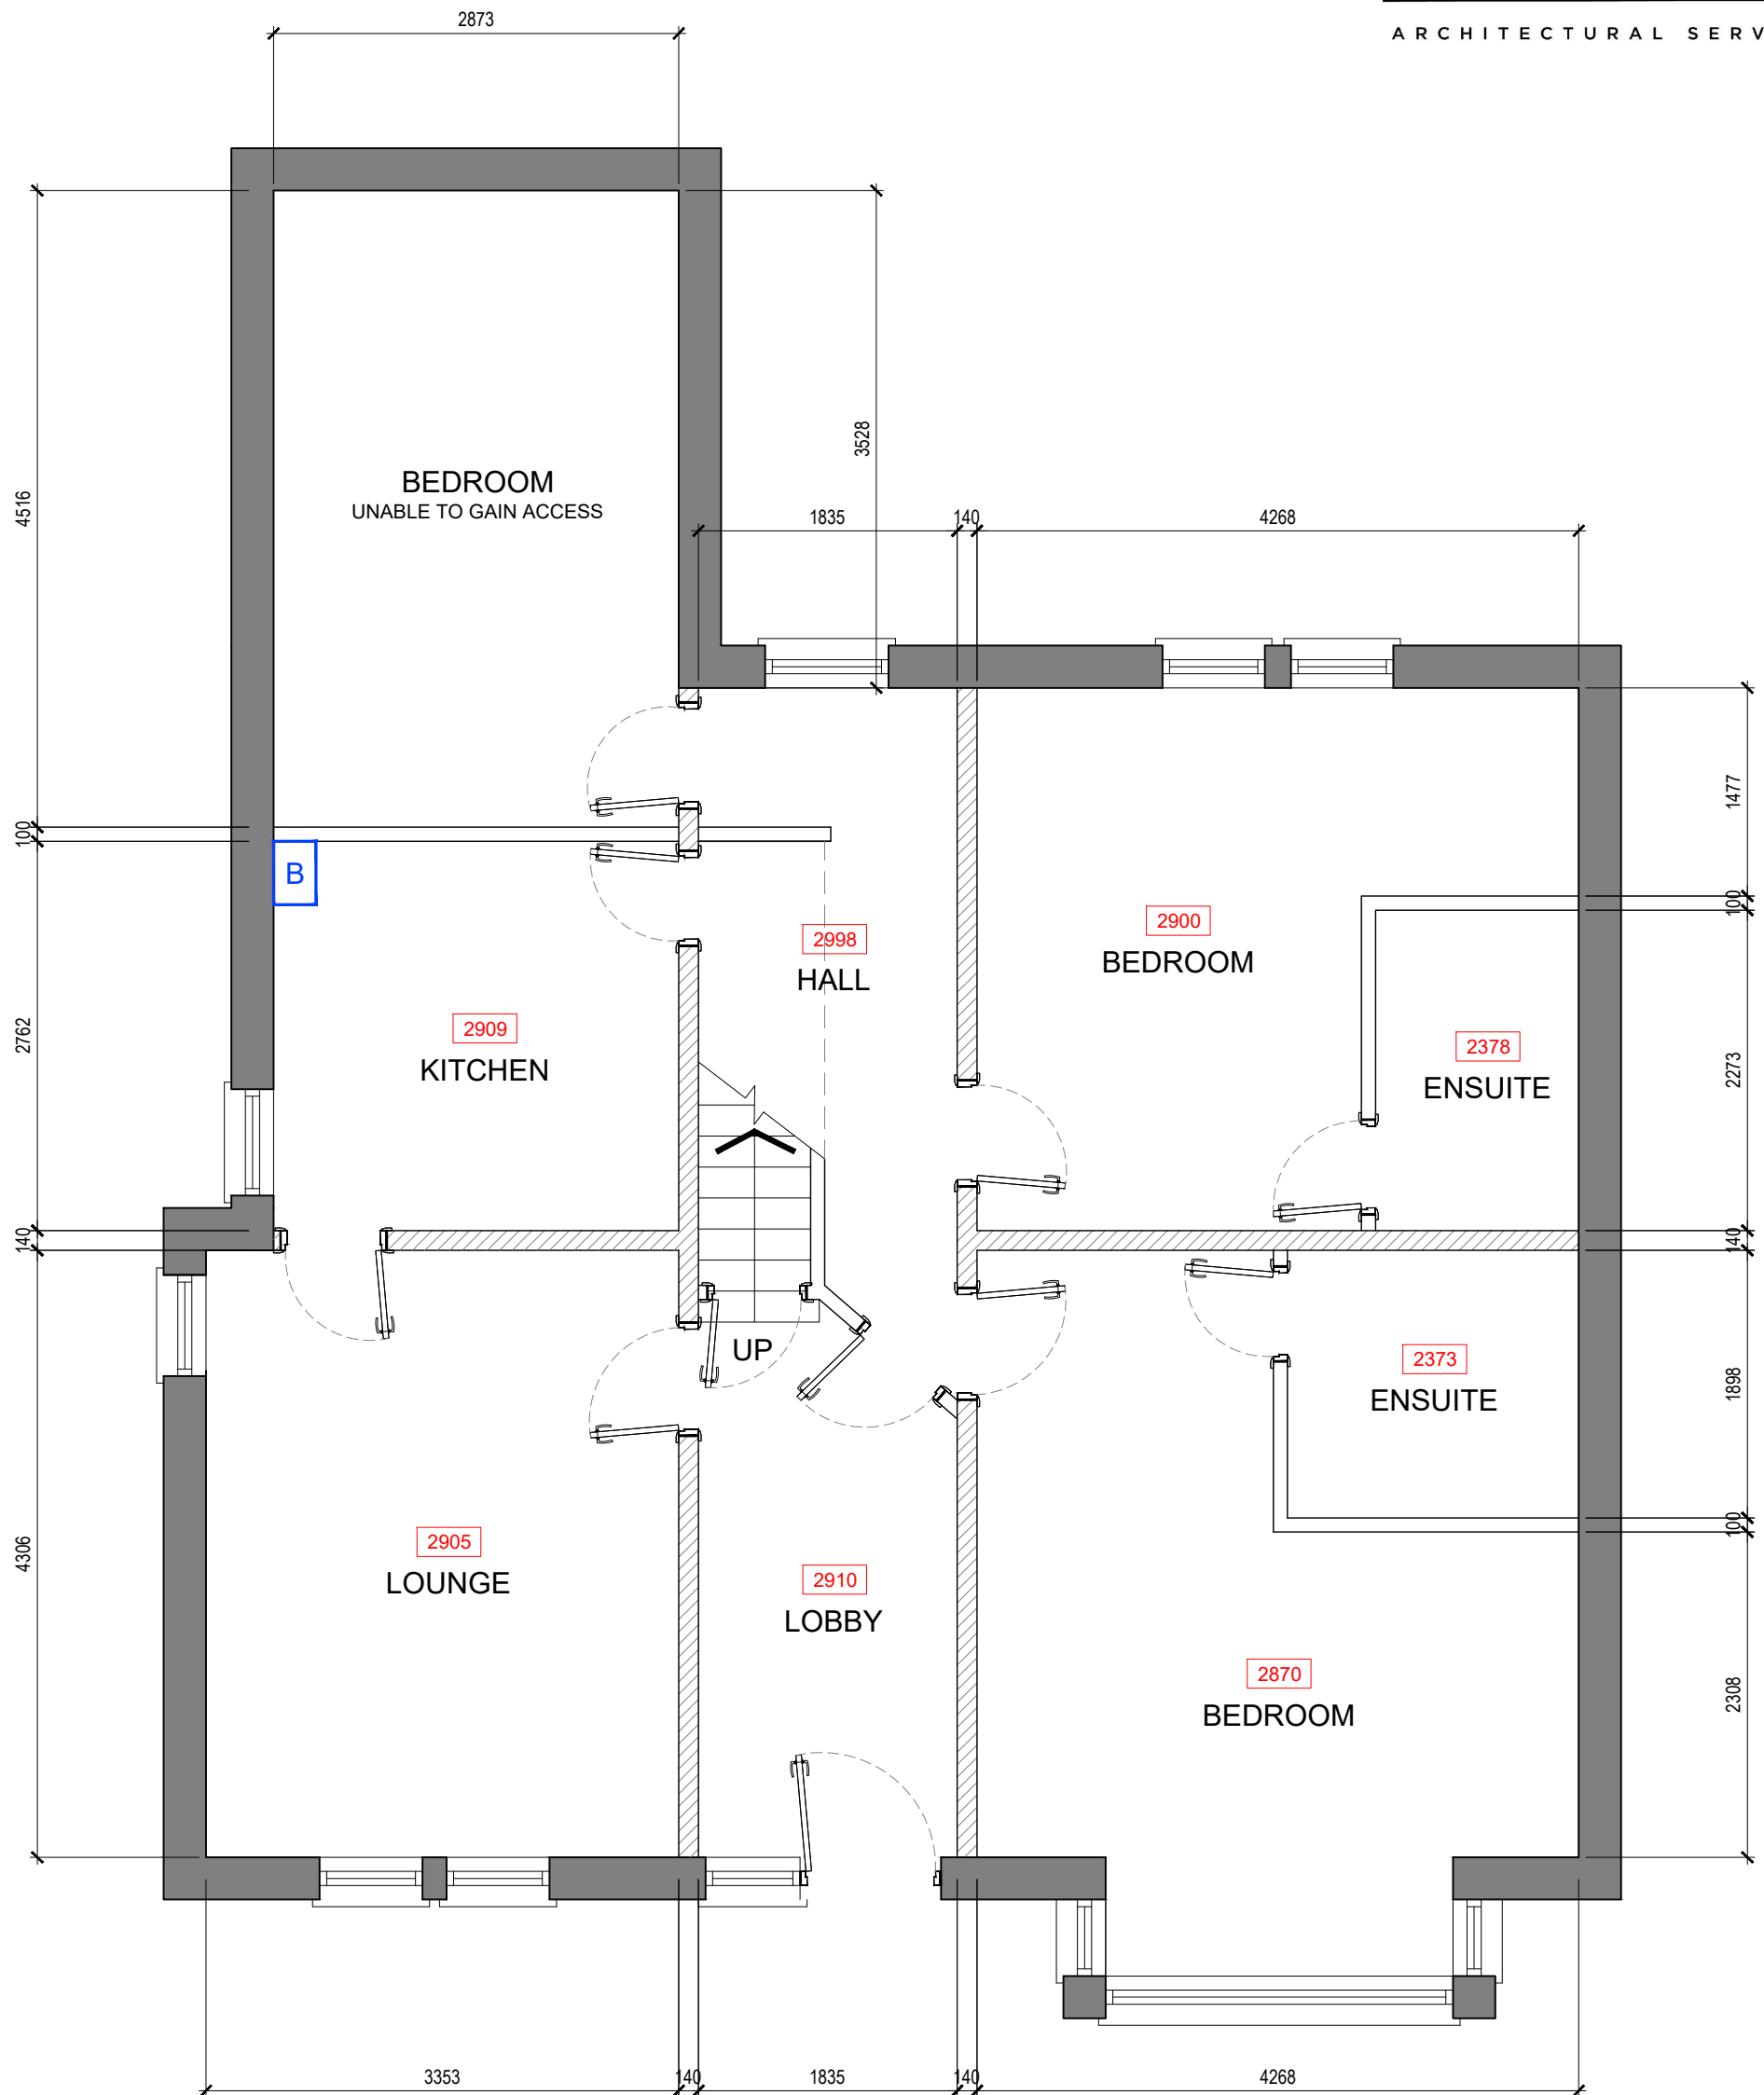 2873
ARCHITECTURAL SERV
4516
3528
BEDROOM
UNABLE TO GAIN ACCESS
1835
140
4268
1477
100
B
2900
BEDROOM
100
2998
HALL
2909
KITCHEN
2762
2378
ENSUITE
2273
140
140
UP
2373
ENSUITE
1898
100
2905
LOUNGE
4306
2910
LOBBY
2870
BEDROOM
2308
3353
140
1835
140
4268